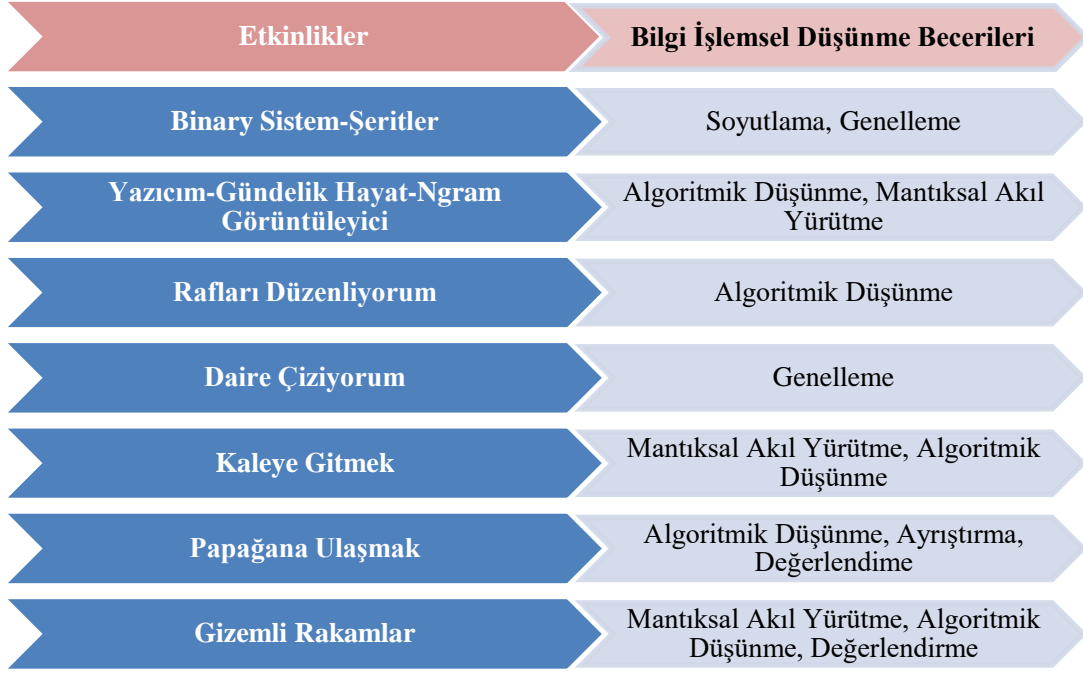 Etkinlikler
Bilgi İşlemsel Düşünme Becerileri
Binary Sistem-Şeritler
Soyutlama, Genelleme
Yazıcım-Gündelik Hayat-Ngram
Görüntüleyici
Algoritmik Düşünme, Mantıksal Akıl
Yürütme
Rafları Düzenliyorum
Algoritmik Düşünme
Daire Çiziyorum
Genelleme
Kaleye Gitmek
Mantıksal Akıl Yürütme, Algoritmik
Düşünme
Papağana Ulaşmak
Algoritmik Düşünme, Ayrıştırma,
Değerlendime
Gizemli Rakamlar
Mantıksal Akıl Yürütme, Algoritmik
Düşünme, Değerlendirme